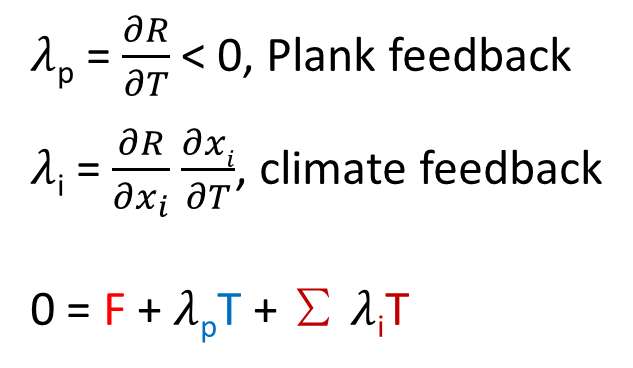 λp = ∂R/∂T < 0, Plank feedback
λi = ∂R/∂xi ∂xi/∂T, climate feedback
0 = F + λpT + Σ λiT